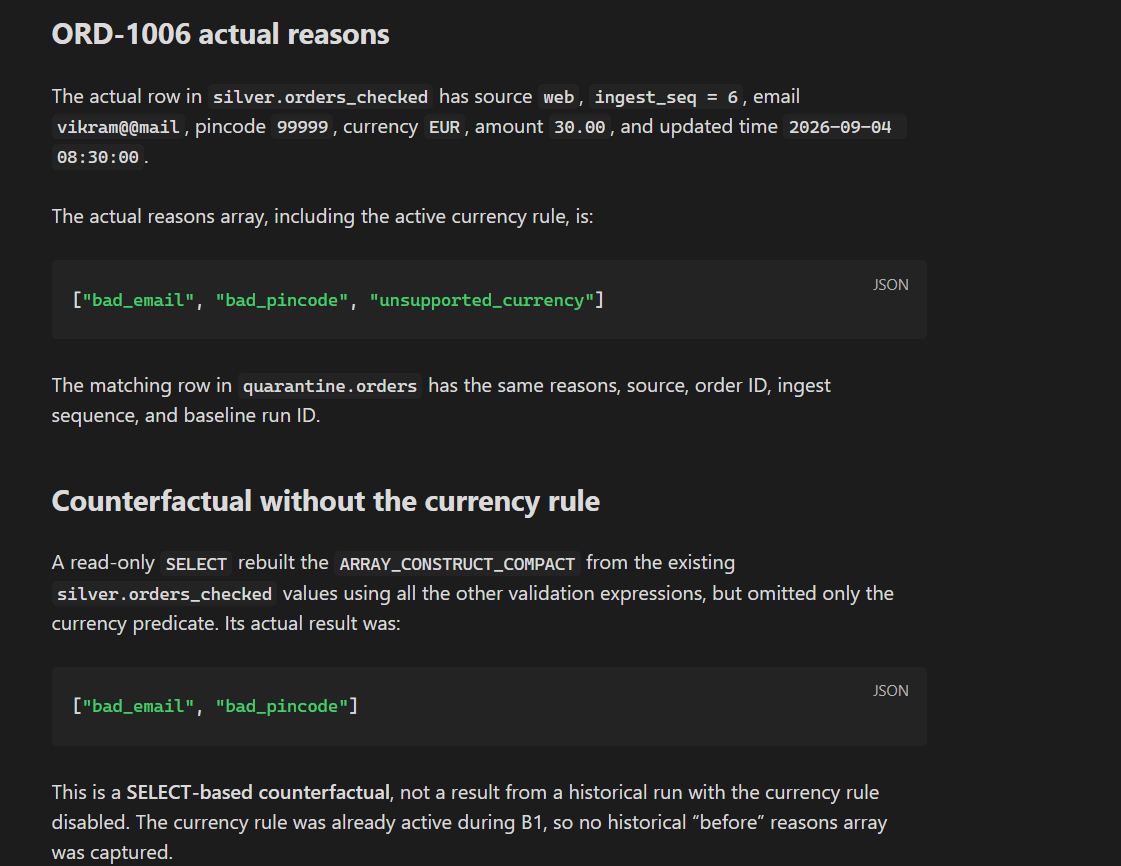 ORD-1006 actual reasons
The actual row in silver.orders_checked has source web, ingest_seq = 6, email
vikram@@mail, pincode 99999, currency EUR, amount 30.00, and updated time 2026-09-04
08:30:00.
The actual reasons array, including the active currency rule, is:
JSON
["bad_email", "bad_pincode", "unsupported_currency"]
The matching row in quarantine.orders has the same reasons, source, order ID, ingest
sequence, and baseline run ID.
Counterfactual without the currency rule
A read-only SELECT rebuilt the ARRAY_CONSTRUCT_COMPACT from the existing
silver.orders_checked values using all the other validation expressions, but omitted only the
currency predicate. Its actual result was:
JSON
["bad_email", "bad_pincode"]
This is a SELECT-based counterfactual, not a result from a historical run with the currency rule
disabled. The currency rule was already active during B1, so no historical “before” reasons array
was captured.